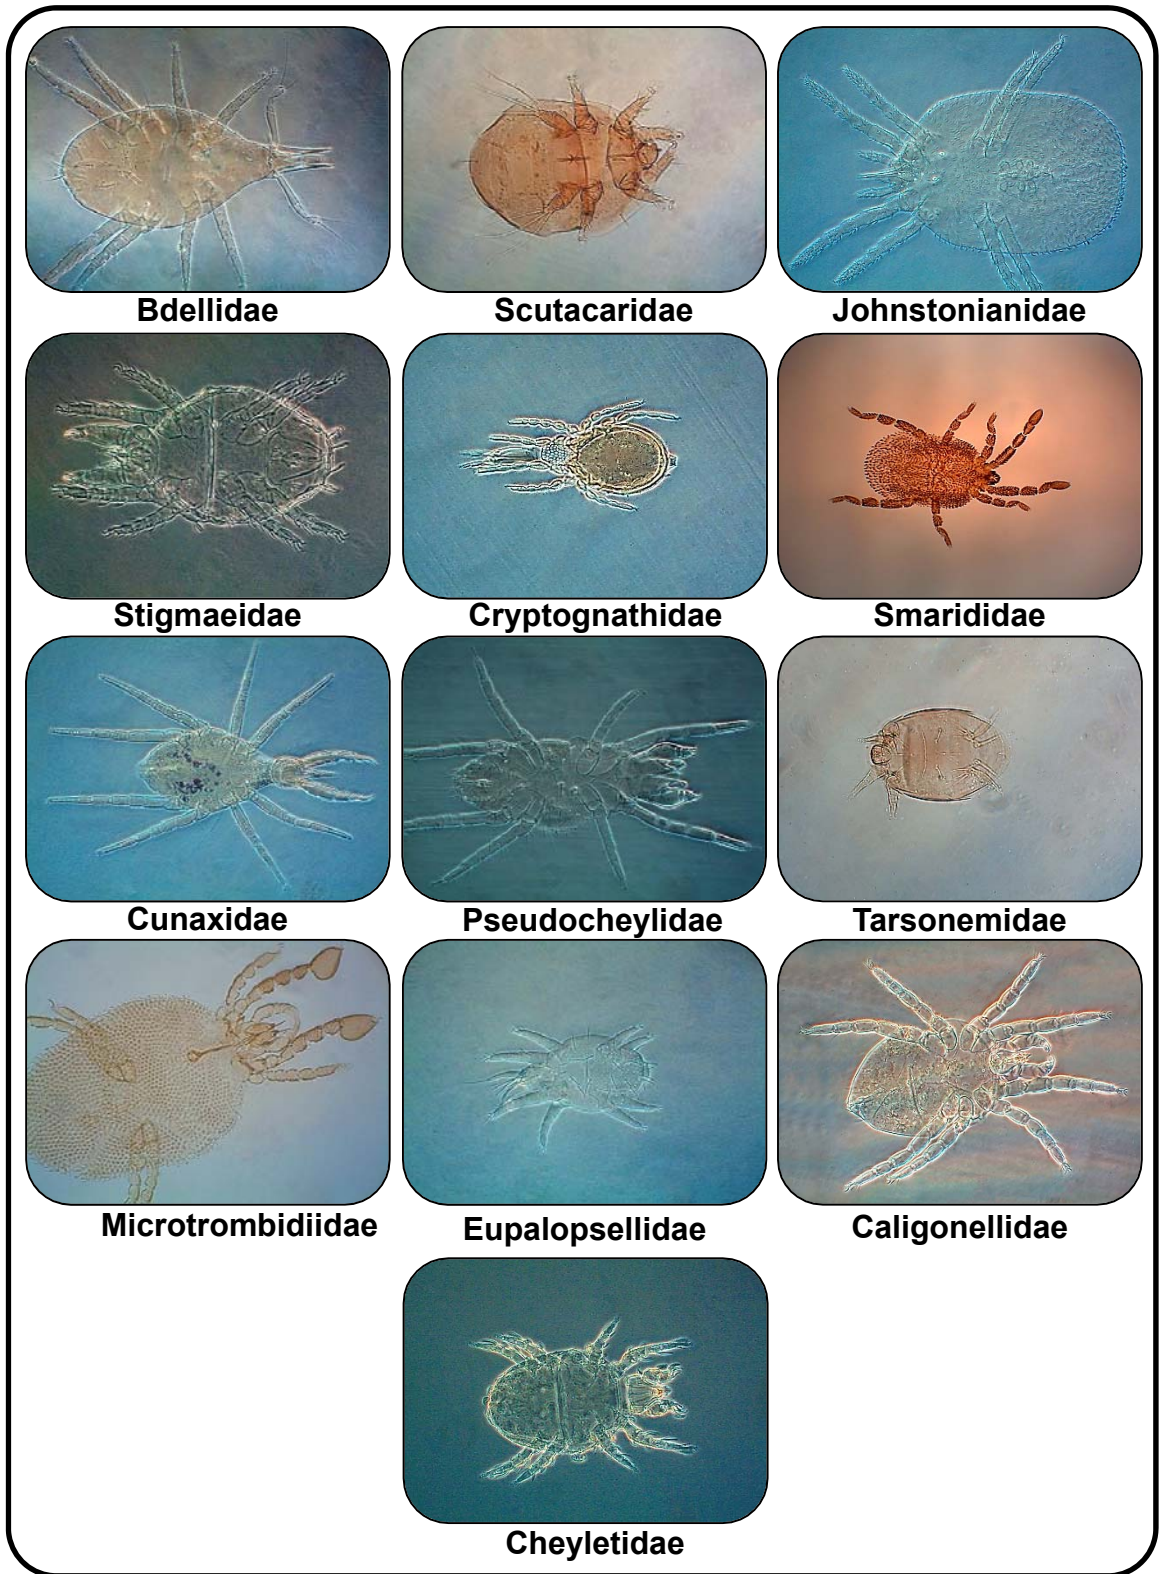 Bdellidae
Scutacaridae
Johnstonianidae
Stigmaeidae
Cryptognathidae
Smarididae
Cunaxidae
Pseudocheylidae
Tarsonemidae
Microtrombidiidae
Eupalopsellidae
Caligonellidae
Cheyletidae